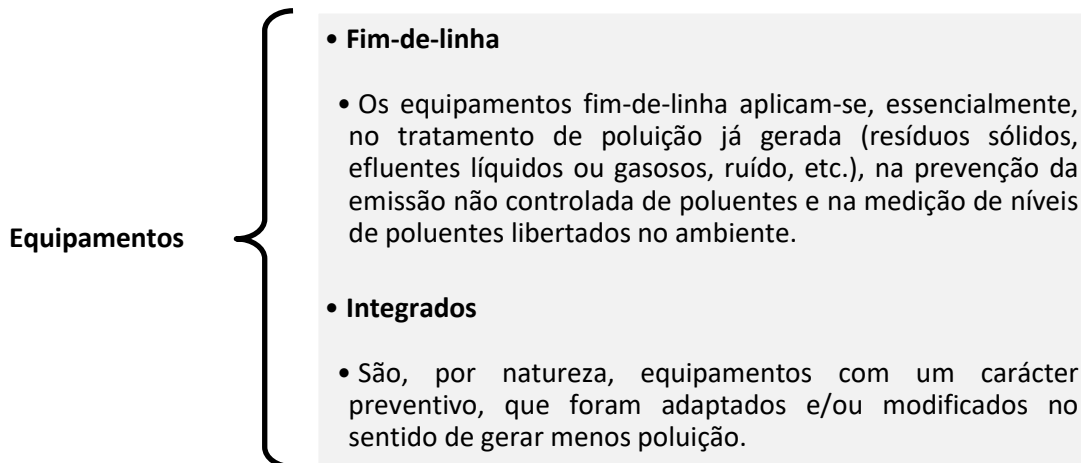 Equipamentos
• Fim-de-linha
• Os equipamentos fim-de-linha aplicam-se, essencialmente,
no tratamento de poluição já gerada (resíduos sólidos,
efluentes líquidos ou gasosos, ruído, etc.), na prevenção da
emissão não controlada de poluentes e na medição de níveis
de poluentes libertados no ambiente.
• Integrados
• São, por natureza, equipamentos com um carácter
preventivo, que foram adaptados e/ou modificados no
sentido de gerar menos poluição.